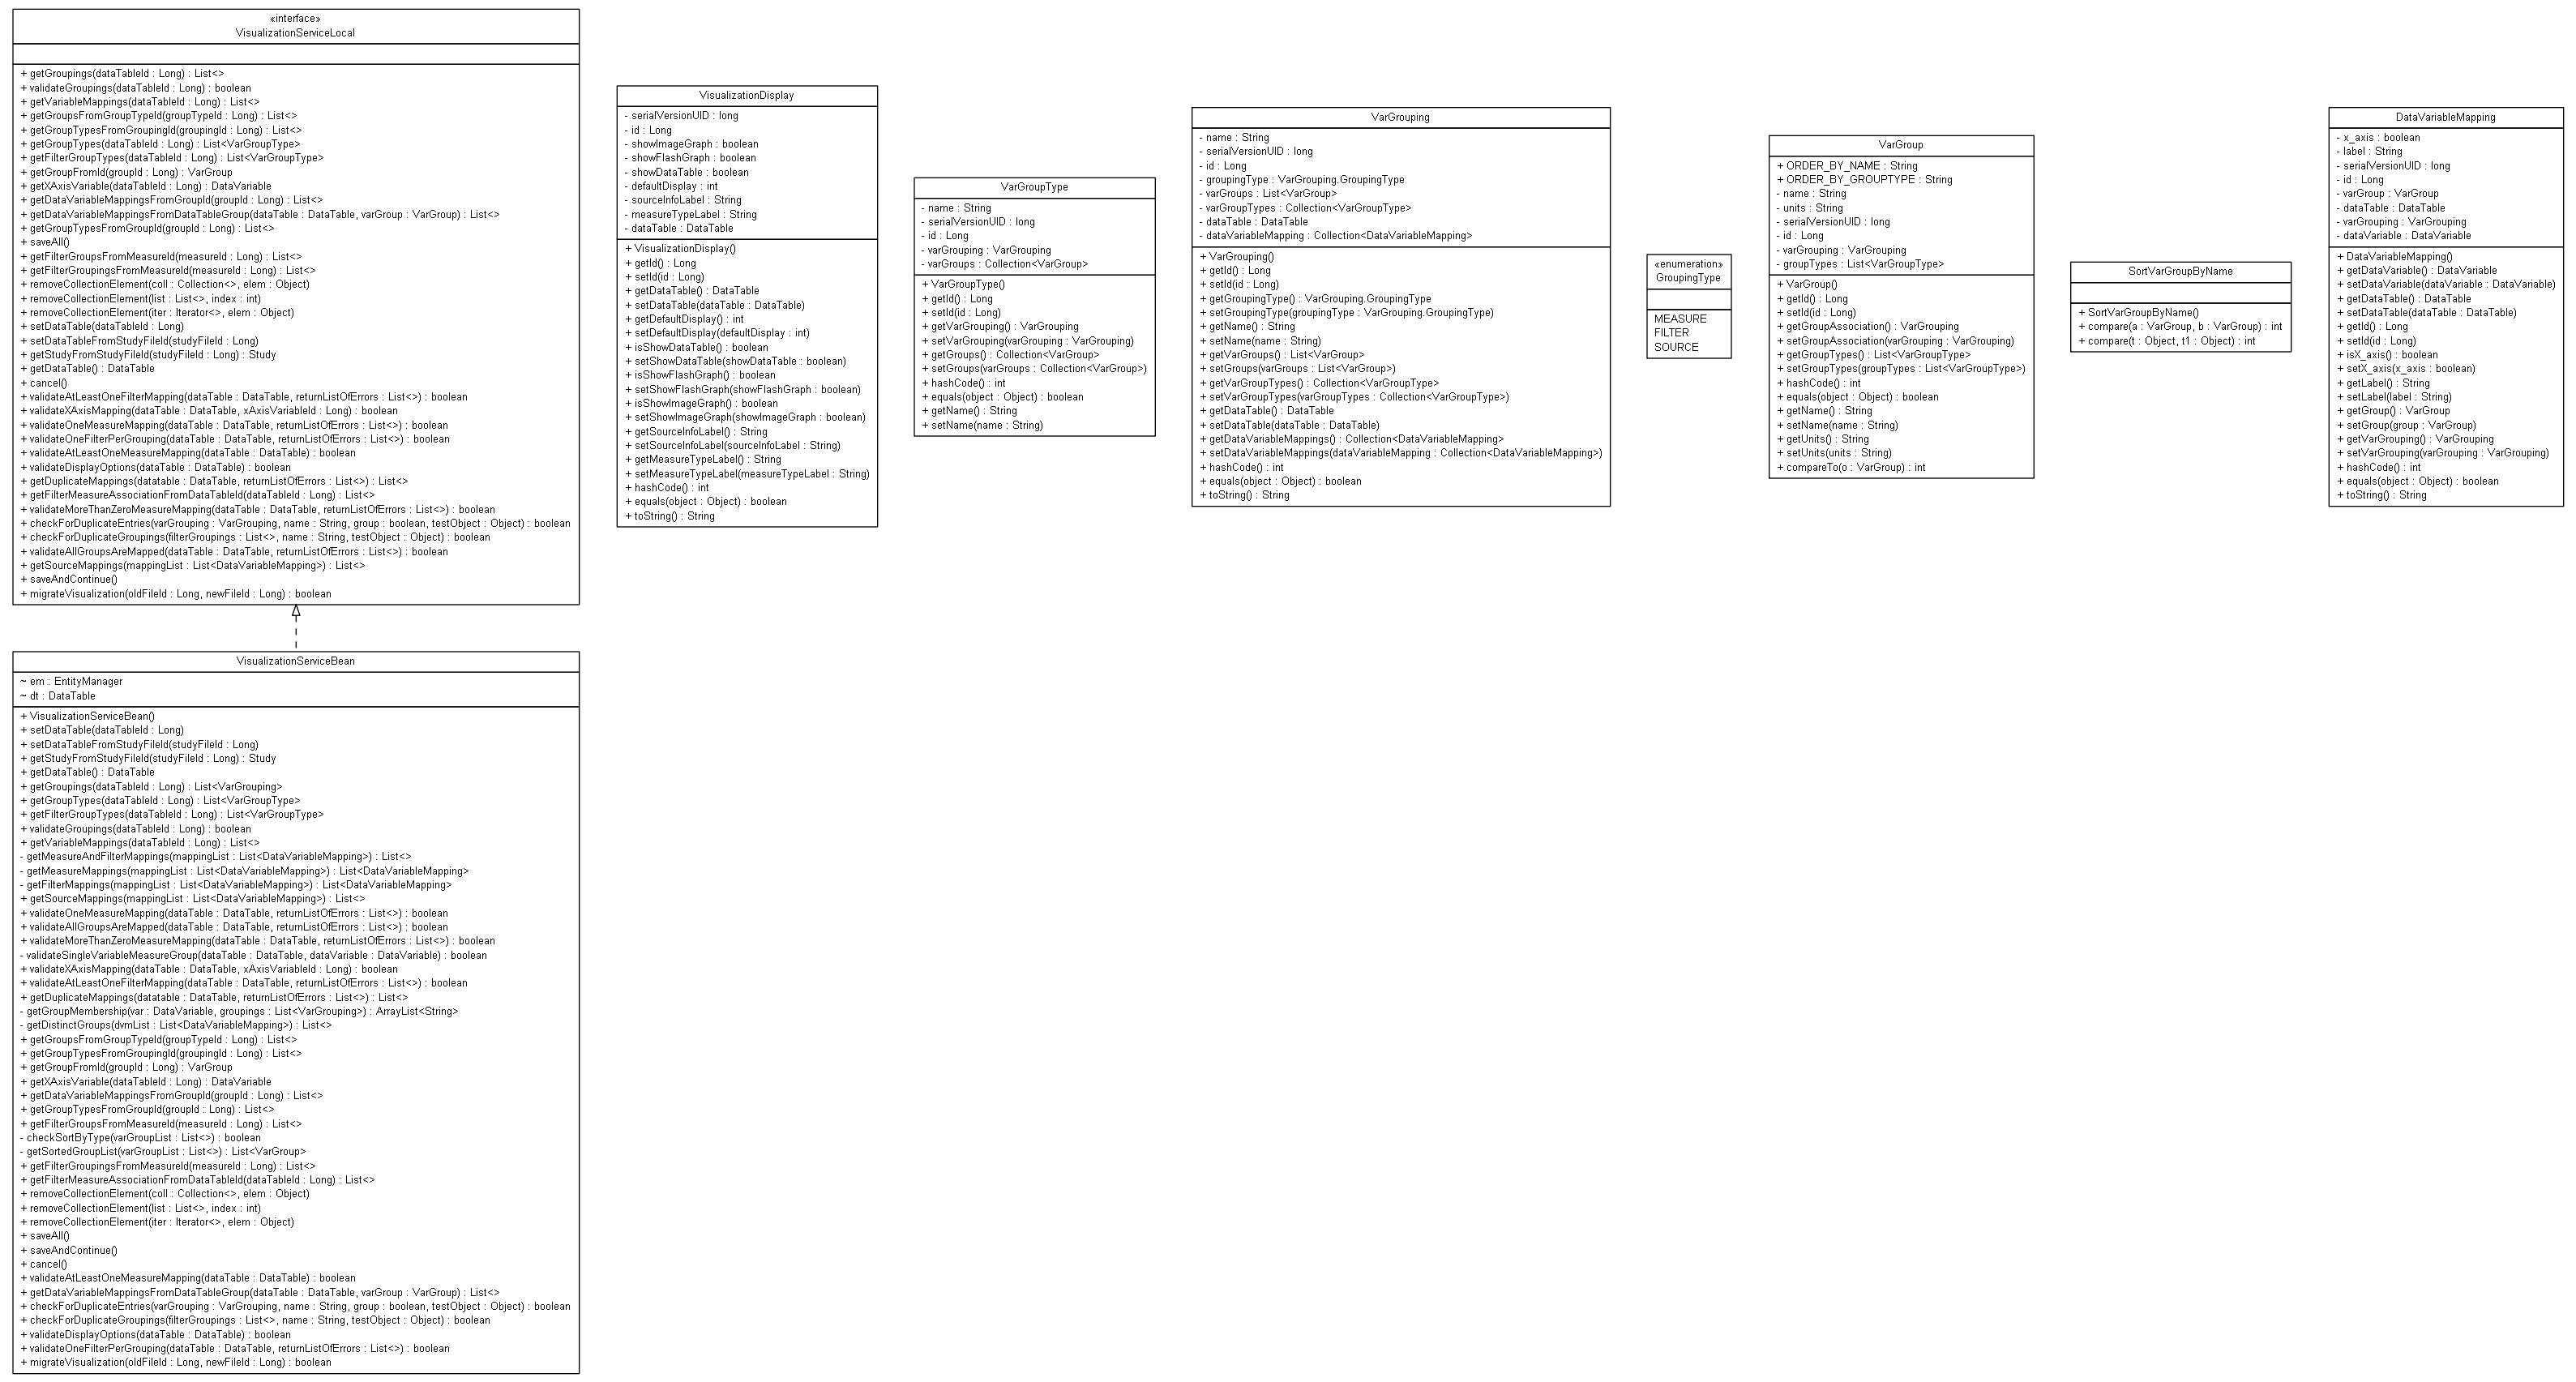 «interface»
VisualizationServiceLocal
+ getGroupings(dataTableId : Long) : List<>
+ validateGroupings(dataTableId : Long) : boolean
+ getVariableMappings(dataTableId : Long) : List<>
+ getGroupsFromGroupTypeId(groupTypeId : Long) : List<>
+ getGroupTypesFromGroupingId(groupingId : Long) : List<>
+ getGroupTypes(dataTableId : Long) : List<VarGroupType>
+ getFilterGroupTypes(dataTableId : Long) : List<VarGroupType>
+ getGroupFromId(groupId : Long) : VarGroup
+ getXAxisVariable(dataTableId : Long) : DataVariable
+ getDataVariableMappingsFromGroupId(groupId : Long) : List<>
+ getDataVariableMappingsFromDataTableGroup(dataTable : DataTable, varGroup : VarGroup) : List<>
+ getGroupTypesFromGroupId(groupId : Long) : List<>
+ saveAll()
+ getFilterGroupsFromMeasureId(measureId : Long) : List<>
+ getFilterGroupingsFromMeasureId(measureId : Long) : List<>
+ removeCollectionElement(coll : Collection<>, elem : Object)
+ removeCollectionElement(list : List<>, index : int)
+ removeCollectionElement(iter : Iterator<>, elem : Object)
+ setDataTable(dataTableId : Long)
+ setDataTableFromStudyFileId(studyFileId : Long)
+ getStudyFromStudyFileId(studyFileId : Long) : Study
+ getDataTable() : DataTable
+ cancel()
+ validateAtLeastOneFilterMapping(dataTable : DataTable, returnListOfErrors : List<>) : boolean
+ validateXAxisMapping(dataTable : DataTable, xAxisVariableId : Long) : boolean
+ validateOneMeasureMapping(dataTable : DataTable, returnListOfErrors : List<>) : boolean
+ validateOneFilterPerGrouping(dataTable : DataTable, returnListOfErrors : List<>) : boolean
+ validateAtLeastOneMeasureMapping(dataTable : DataTable) : boolean
+ validateDisplayOptions(dataTable : DataTable) : boolean
+ getDuplicateMappings(datatable : DataTable, returnListOfErrors : List<>) : List<>
+ getFilterMeasureAssociationFromDataTableId(dataTableId : Long) : List<>
+ validateMoreThanZeroMeasureMapping(dataTable : DataTable, returnListOfErrors : List<>) : boolean
+ checkForDuplicateEntries(varGrouping : VarGrouping, name : String, group : boolean, testObject : Object) : boolean
+ checkForDuplicateGroupings(filterGroupings : List<>, name : String, testObject : Object) : boolean
+ validateAllGroupsAreMapped(dataTable : DataTable, returnListOfErrors : List<>) : boolean
+ getSourceMappings(mappingList : List<DataVariableMapping>) : List<>
+ saveAndContinue()
+ migrateVisualization(oldFileId : Long, newFileId : Long) : boolean
VisualizationServiceBean
~ em : EntityManager
~ dt : DataTable
+ VisualizationServiceBean()
+ setDataTable(dataTableId : Long)
+ setDataTableFromStudyFileId(studyFileId : Long)
+ getStudyFromStudyFileId(studyFileId : Long) : Study
+ getDataTable() : DataTable
+ getGroupings(dataTableId : Long) : List<VarGrouping>
+ getGroupTypes(dataTableId : Long) : List<VarGroupType>
+ getFilterGroupTypes(dataTableId : Long) : List<VarGroupType>
+ validateGroupings(dataTableId : Long) : boolean
+ getVariableMappings(dataTableId : Long) : List<>
- getMeasureAndFilterMappings(mappingList : List<DataVariableMapping>) : List<>
- getMeasureMappings(mappingList : List<DataVariableMapping>) : List<DataVariableMapping>
- getFilterMappings(mappingList : List<DataVariableMapping>) : List<DataVariableMapping>
+ getSourceMappings(mappingList : List<DataVariableMapping>) : List<>
+ validateOneMeasureMapping(dataTable : DataTable, returnListOfErrors : List<>) : boolean
+ validateAllGroupsAreMapped(dataTable : DataTable, returnListOfErrors : List<>) : boolean
+ validateMoreThanZeroMeasureMapping(dataTable : DataTable, returnListOfErrors : List<>) : boolean
- validateSingleVariableMeasureGroup(dataTable : DataTable, dataVariable : DataVariable) : boolean
+ validateXAxisMapping(dataTable : DataTable, xAxisVariableId : Long) : boolean
+ validateAtLeastOneFilterMapping(dataTable : DataTable, returnListOfErrors : List<>) : boolean
+ getDuplicateMappings(datatable : DataTable, returnListOfErrors : List<>) : List<>
- getGroupMembership(var : DataVariable, groupings : List<VarGrouping>) : ArrayList<String>
- getDistinctGroups(dvmList : List<DataVariableMapping>) : List<>
+ getGroupsFromGroupTypeId(groupTypeId : Long) : List<>
+ getGroupTypesFromGroupingId(groupingId : Long) : List<>
+ getGroupFromId(groupId : Long) : VarGroup
+ getXAxisVariable(dataTableId : Long) : DataVariable
+ getDataVariableMappingsFromGroupId(groupId : Long) : List<>
+ getGroupTypesFromGroupId(groupId : Long) : List<>
+ getFilterGroupsFromMeasureId(measureId : Long) : List<>
- checkSortByType(varGroupList : List<>) : boolean
- getSortedGroupList(varGroupList : List<>) : List<VarGroup>
+ getFilterGroupingsFromMeasureId(measureId : Long) : List<>
+ getFilterMeasureAssociationFromDataTableId(dataTableId : Long) : List<>
+ removeCollectionElement(coll : Collection<>, elem : Object)
+ removeCollectionElement(list : List<>, index : int)
+ removeCollectionElement(iter : Iterator<>, elem : Object)
+ saveAll()
+ saveAndContinue()
+ cancel()
+ validateAtLeastOneMeasureMapping(dataTable : DataTable) : boolean
+ getDataVariableMappingsFromDataTableGroup(dataTable : DataTable, varGroup : VarGroup) : List<>
+ checkForDuplicateEntries(varGrouping : VarGrouping, name : String, group : boolean, testObject : Object) : boolean
+ checkForDuplicateGroupings(filterGroupings : List<>, name : String, testObject : Object) : boolean
+ validateDisplayOptions(dataTable : DataTable) : boolean
+ validateOneFilterPerGrouping(dataTable : DataTable, returnListOfErrors : List<>) : boolean
+ migrateVisualization(oldFileId : Long, newFileId : Long) : boolean
VisualizationDisplay
- serialVersionUID : long
- id : Long
- showImageGraph : boolean
- showFlashGraph : boolean
- showDataTable : boolean
- defaultDisplay : int
- sourceInfoLabel : String
- measureTypeLabel : String
- dataTable : DataTable
+ VisualizationDisplay()
+ getId() : Long
+ setId(id : Long)
+ getDataTable() : DataTable
+ setDataTable(dataTable : DataTable)
+ getDefaultDisplay() : int
+ setDefaultDisplay(defaultDisplay : int)
+ isShowDataTable() : boolean
+ setShowDataTable(showDataTable : boolean)
+ isShowFlashGraph() : boolean
+ setShowFlashGraph(showFlashGraph : boolean)
+ isShowImageGraph() : boolean
+ setShowImageGraph(showImageGraph : boolean)
+ getSourceInfoLabel() : String
+ setSourceInfoLabel(sourceInfoLabel : String)
+ getMeasureTypeLabel() : String
+ setMeasureTypeLabel(measureTypeLabel : String)
+ hashCode() : int
+ equals(object : Object) : boolean
+ toString() : String
VarGroupType
- name : String
- serialVersionUID : long
- id : Long
- varGrouping : VarGrouping
- varGroups : Collection<VarGroup>
+ VarGroupType()
+ getId() : Long
+ setId(id : Long)
+ getVarGrouping() : VarGrouping
+ setVarGrouping(varGrouping : VarGrouping)
+ getGroups() : Collection<VarGroup>
+ setGroups(varGroups : Collection<VarGroup>)
+ hashCode() : int
+ equals(object : Object) : boolean
+ getName() : String
+ setName(name : String)
VarGrouping
- name : String
- serialVersionUID : long
- id : Long
- groupingType : VarGrouping.GroupingType
- varGroups : List<VarGroup>
- varGroupTypes : Collection<VarGroupType>
- dataTable : DataTable
- dataVariableMapping : Collection<DataVariableMapping>
+ VarGrouping()
+ getId() : Long
+ setId(id : Long)
+ getGroupingType() : VarGrouping.GroupingType
+ setGroupingType(groupingType : VarGrouping.GroupingType)
+ getName() : String
+ setName(name : String)
+ getVarGroups() : List<VarGroup>
+ setGroups(varGroups : List<VarGroup>)
+ getVarGroupTypes() : Collection<VarGroupType>
+ setVarGroupTypes(varGroupTypes : Collection<VarGroupType>)
+ getDataTable() : DataTable
+ setDataTable(dataTable : DataTable)
+ getDataVariableMappings() : Collection<DataVariableMapping>
+ setDataVariableMappings(dataVariableMapping : Collection<DataVariableMapping>)
+ hashCode() : int
+ equals(object : Object) : boolean
+ toString() : String
«enumeration»
GroupingType
MEASURE
FILTER
SOURCE
VarGroup
+ ORDER_BY_NAME : String
+ ORDER_BY_GROUPTYPE : String
- name : String
- units : String
- serialVersionUID : long
- id : Long
- varGrouping : VarGrouping
- groupTypes : List<VarGroupType>
+ VarGroup()
+ getId() : Long
+ setId(id : Long)
+ getGroupAssociation() : VarGrouping
+ setGroupAssociation(varGrouping : VarGrouping)
+ getGroupTypes() : List<VarGroupType>
+ setGroupTypes(groupTypes : List<VarGroupType>)
+ hashCode() : int
+ equals(object : Object) : boolean
+ getName() : String
+ setName(name : String)
+ getUnits() : String
+ setUnits(units : String)
+ compareTo(o : VarGroup) : int
SortVarGroupByName
+ SortVarGroupByName()
+ compare(a : VarGroup, b : VarGroup) : int
+ compare(t : Object, t1 : Object) : int
DataVariableMapping
- x_axis : boolean
- label : String
- serialVersionUID : long
- id : Long
- varGroup : VarGroup
- dataTable : DataTable
- varGrouping : VarGrouping
- dataVariable : DataVariable
+ DataVariableMapping()
+ getDataVariable() : DataVariable
+ setDataVariable(dataVariable : DataVariable)
+ getDataTable() : DataTable
+ setDataTable(dataTable : DataTable)
+ getId() : Long
+ setId(id : Long)
+ isX_axis() : boolean
+ setX_axis(x_axis : boolean)
+ getLabel() : String
+ setLabel(label : String)
+ getGroup() : VarGroup
+ setGroup(group : VarGroup)
+ getVarGrouping() : VarGrouping
+ setVarGrouping(varGrouping : VarGrouping)
+ hashCode() : int
+ equals(object : Object) : boolean
+ toString() : String